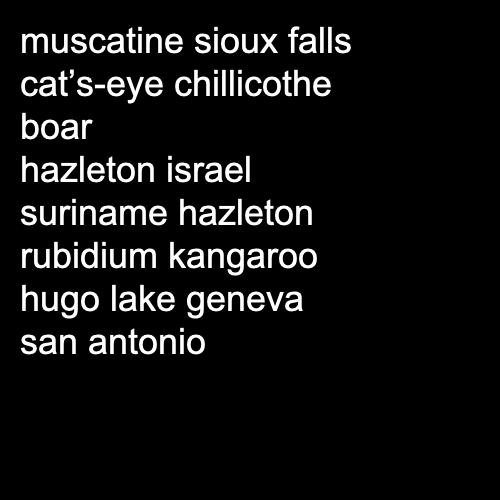 muscatine sioux falls
cat’s-eye chillicothe
boar
hazleton israel
suriname hazleton
rubidium kangaroo
hugo lake geneva
san antonio